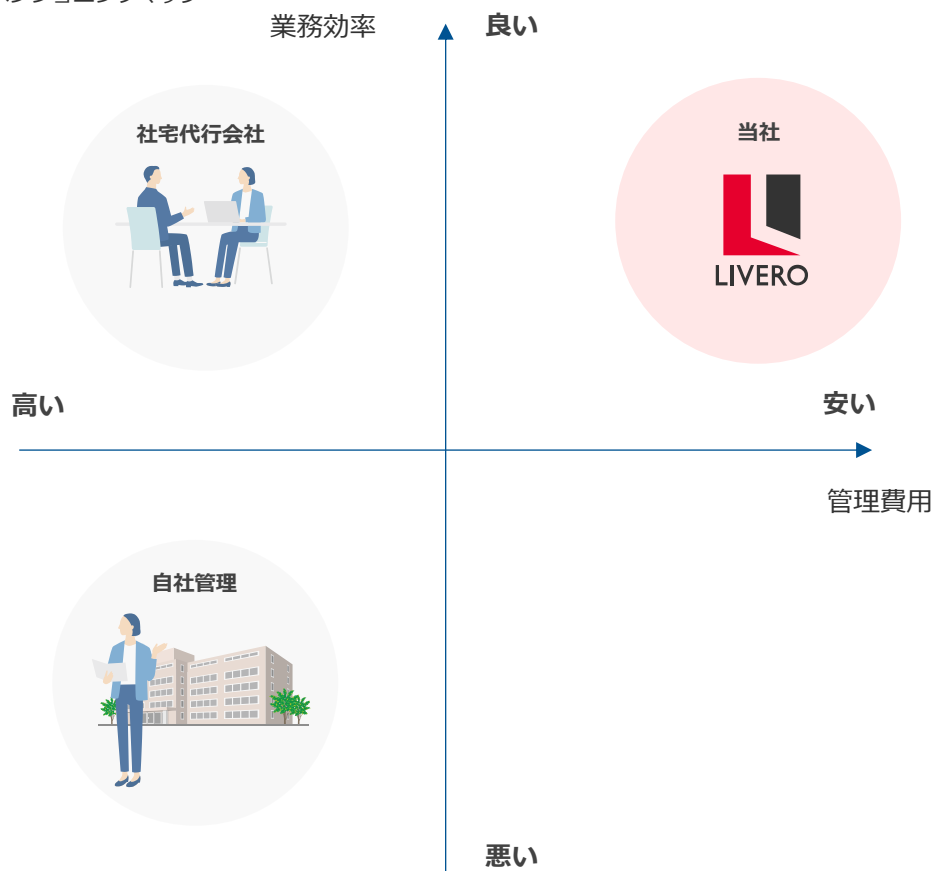 業務効率
良い
社宅代行会社
当社
LIVERO
高い
安い
管理費用
自社管理
悪い